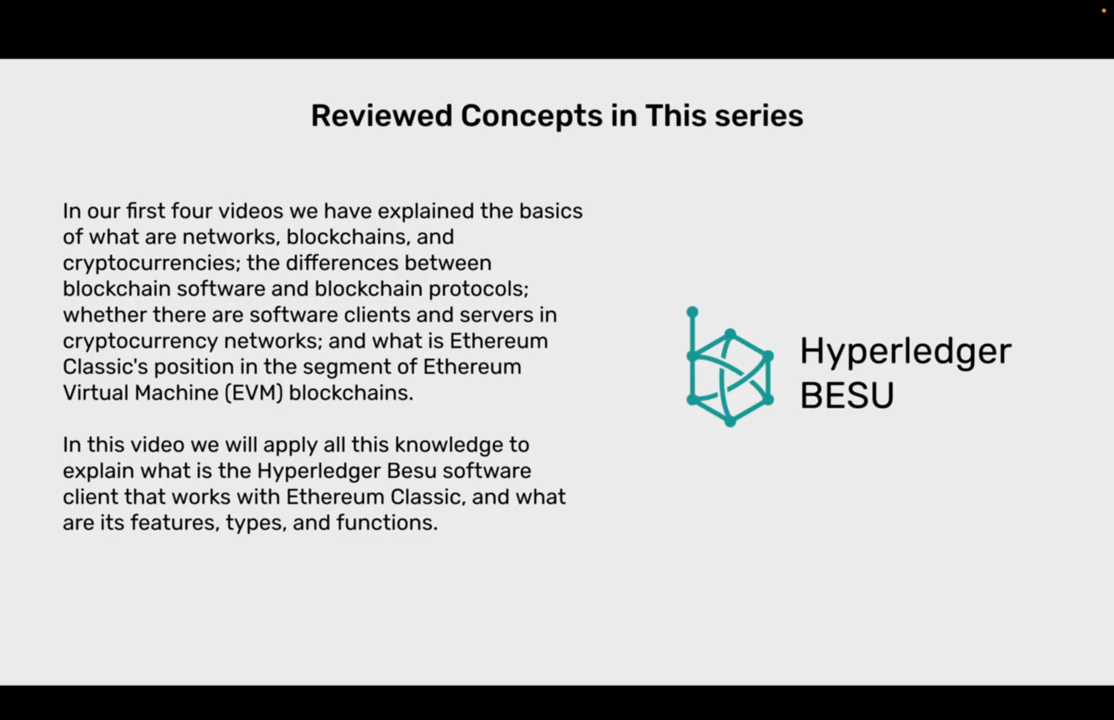 Reviewed Concepts in This series
In our first four videos we have explained the basics
of what are networks, blockchains, and
cryptocurrencies; the differences between
blockchain software and blockchain protocols;
whether there are software clients and servers in
cryptocurrency networks; and what is Ethereum
Classic's position in the segment of Ethereum
Virtual Machine (EVM) blockchains.
In this video we will apply all this knowledge to
explain what is the Hyperledger Besu software
client that works with Ethereum Classic, and what
are its features, types, and functions.
Hyperledger
BESU